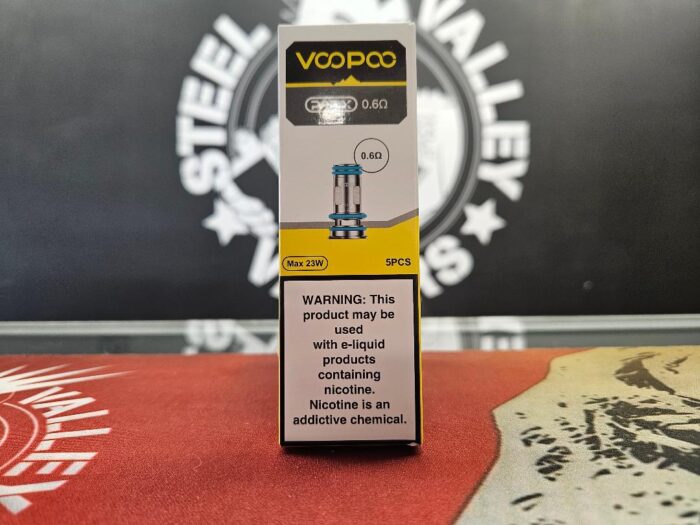 STEEL VALLEY
VOOPOO
0.6Ω
0.6Ω
Max 23W
5PCS
WARNING: This
product may be
used
with e-liquid
products
containing
nicotine.
Nicotine is an
addictive chemical.
VALLEY